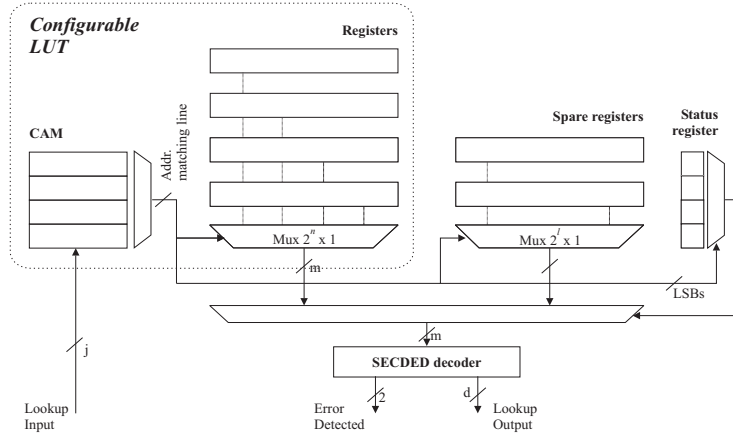 Configurable
LUT
Registers
CAM
Addr.
matching line
Spare registers
Status
register
Mux 2^n x 1
Mux 2^l x 1
m
LSBs
m
SECDED decoder
j
2
d
Lookup
Input
Error
Detected
Lookup
Output